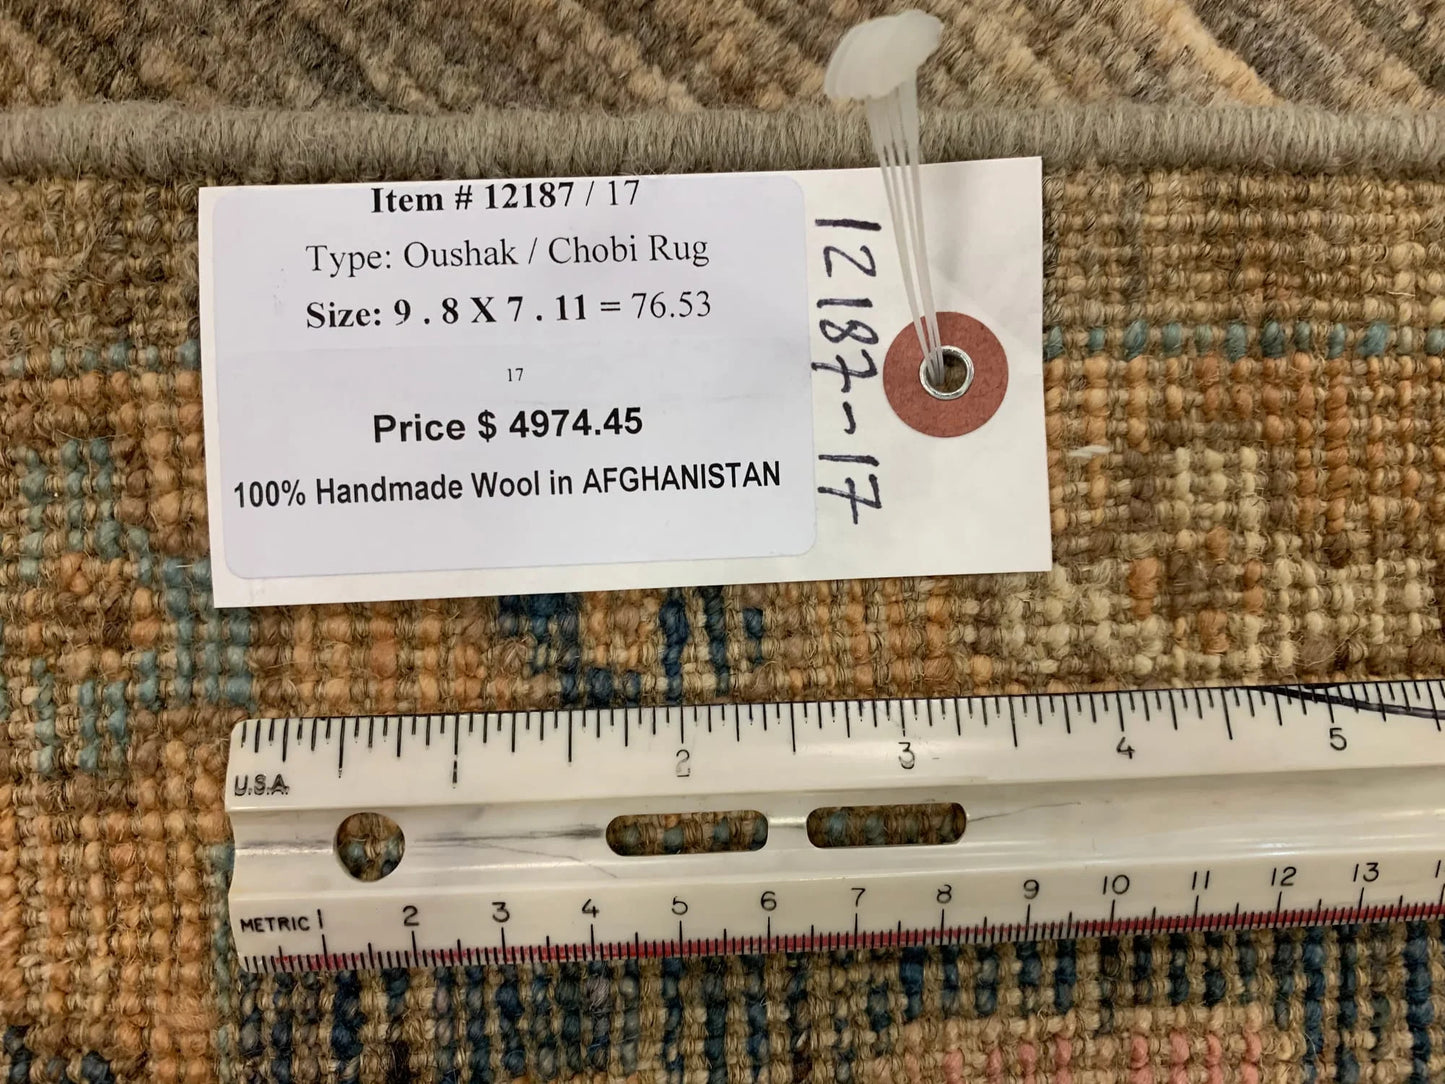 Item # 12187 / 17
Type: Oushak / Chobi Rug
Size: 9 . 8 X 7 . 11 = 76.53
17
Price $ 4974.45
100% Handmade Wool in AFGHANISTAN
12187-17
1 2 3 4 5
U.S.A.
METRIC 1 2 3 4 5 6 7 8 9 10 11 12 13